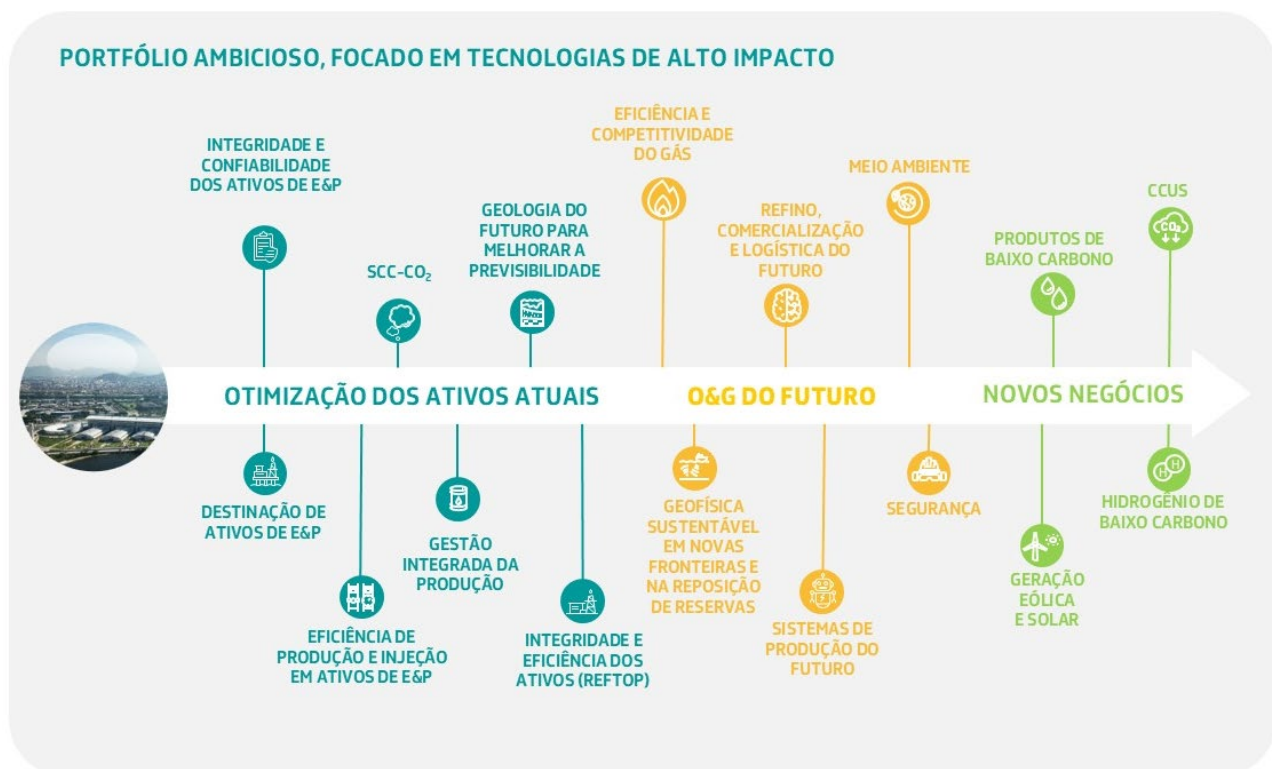 PORTFÓLIO AMBICIOSO, FOCADO EM TECNOLOGIAS DE ALTO IMPACTO
INTEGRIDADE E
CONFIABILIDADE
DOS ATIVOS DE E&P
SCC-CO₂
GEOLOGIA DO
FUTURO PARA
MELHORAR A
PREVISIBILIDADE
EFICIÊNCIA E
COMPETITIVIDADE
DO GÁS
REFINO,
COMERCIALIZAÇÃO
E LOGÍSTICA DO
FUTURO
MEIO AMBIENTE
PRODUTOS DE
BAIXO CARBONO
CCUS
CO₂
OTIMIZAÇÃO DOS ATIVOS ATUAIS
O&G DO FUTURO
NOVOS NEGÓCIOS
DESTINAÇÃO DE
ATIVOS DE E&P
EFICIÊNCIA DE
PRODUÇÃO E INJEÇÃO
EM ATIVOS DE E&P
GESTÃO
INTEGRADA DA
PRODUÇÃO
INTEGRIDADE E
EFICIÊNCIA DOS
ATIVOS (REFTOP)
GEOFÍSICA
SUSTENTÁVEL
EM NOVAS
FRONTEIRAS E
NA REPOSIÇÃO
DE RESERVAS
SISTEMAS DE
PRODUÇÃO DO
FUTURO
SEGURANÇA
GERAÇÃO
EÓLICA
E SOLAR
H H
HIDROGÊNIO DE
BAIXO CARBONO